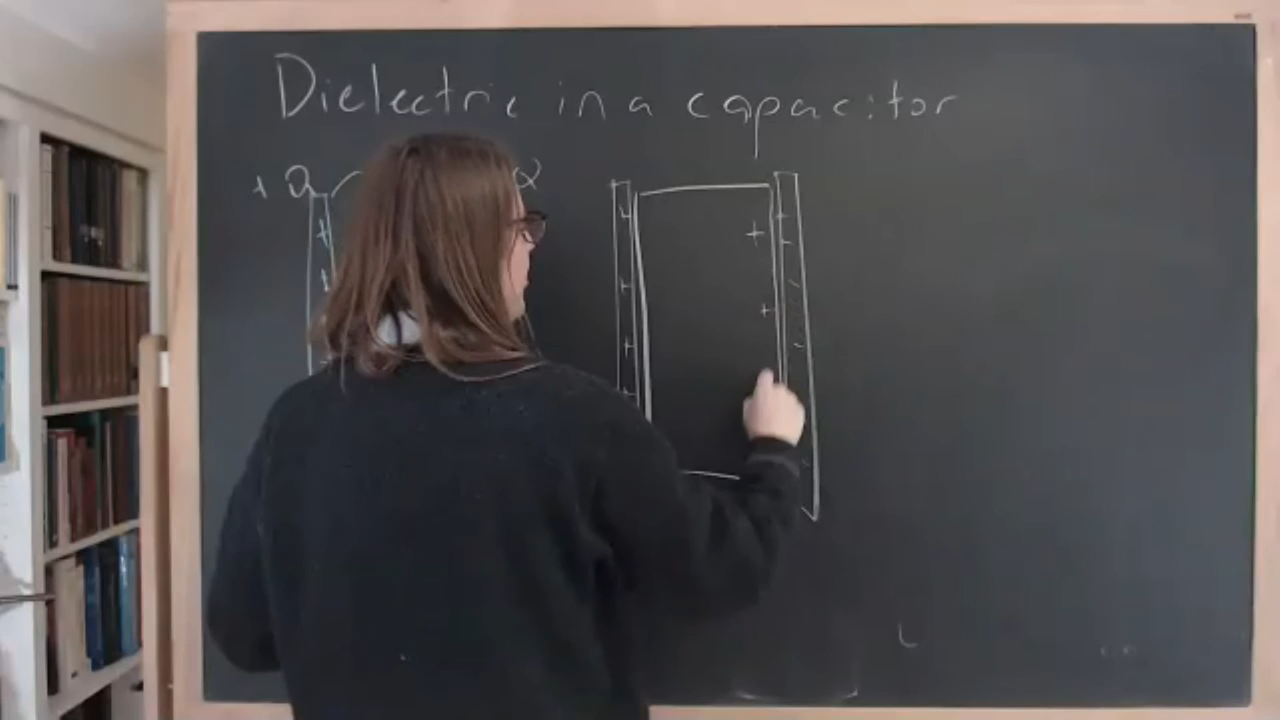 Dielectric in a capacitor
+Q Q
+ + +
+ +
+ +
+